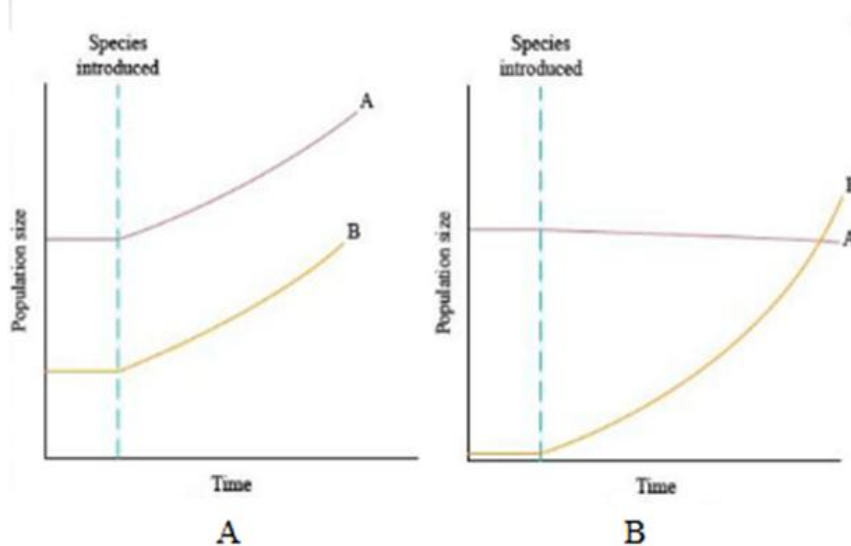 Species
introduced
A
B
Population size
Time
A
Species
introduced
A
Population size
Time
B